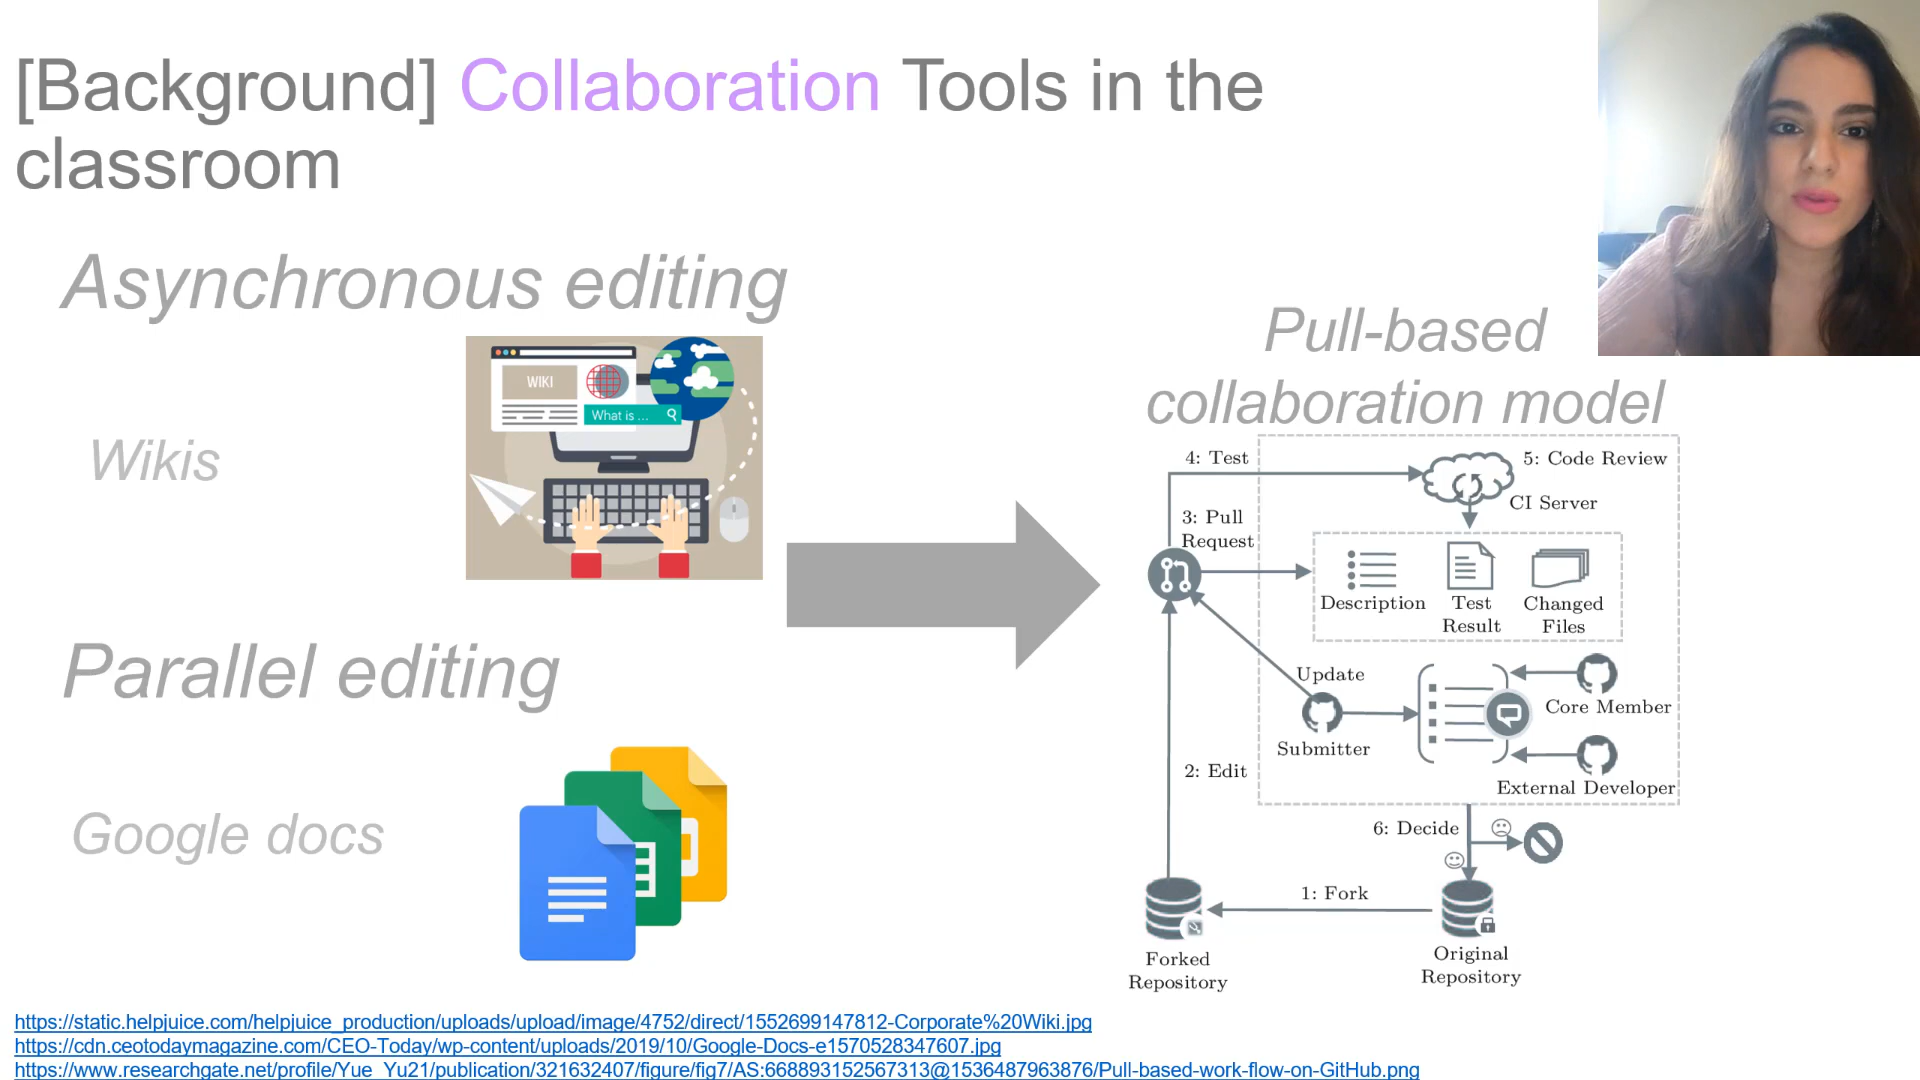 [Background] Collaboration Tools in the
classroom
Asynchronous editing
WIKI
What is ...
Wikis
Parallel editing
Google docs
Pull-based
collaboration model
4: Test
5: Code Review
CI Server
3: Pull
Request
Description
Test
Result
Changed
Files
Update
Submitter
Core Member
External Developer
2: Edit
6: Decide
1: Fork
Forked
Repository
Original
Repository
https://static.helpjuice.com/helpjuice_production/uploads/upload/image/4752/direct/1552699147812-Corporate%20Wiki.jpg
https://cdn.ceotodaymagazine.com/CEO-Today/wp-content/uploads/2019/10/Google-Docs-e1570528347607.jpg
https://www.researchgate.net/profile/Yue_Yu21/publication/321632407/figure/fig7/AS:668893152567313@1536487963876/Pull-based-work-flow-on-GitHub.png